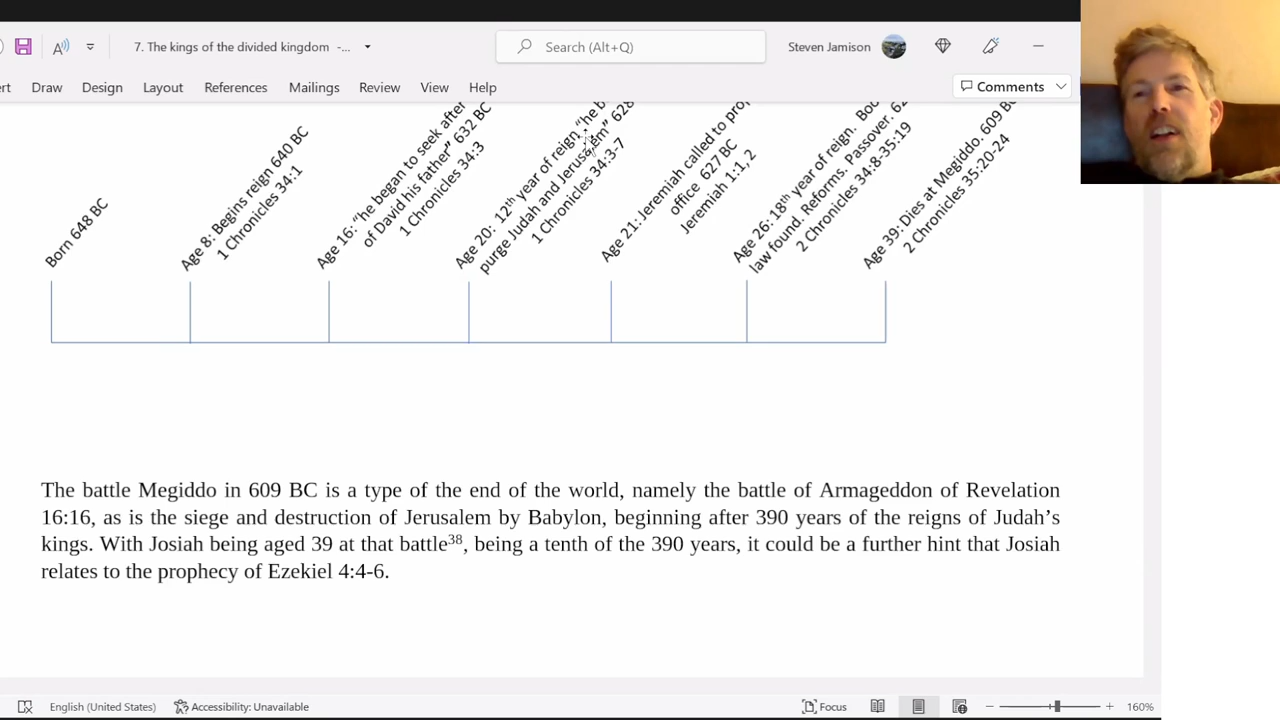 7. The kings of the divided kingdom -...
Search (Alt+Q)
Steven Jamison
Draw
Design
Layout
References
Mailings
Review
View
Help
Comments
Born 648 BC
Age 8: Begins reign 640 BC
1 Chronicles 34:1
Age 16: “he began to seek after
of David his father” 632 BC
1 Chronicles 34:3
Age 20: 12th year of reign “he
purge Judah and Jerusalem” 628
1 Chronicles 34:3-7
Age 21: Jeremiah called to
office 627 BC
Jeremiah 1:1, 2
Age 26: 18th year of reign.
law found. Reforms. Passover.
2 Chronicles 34:8-35:19
Age 39: Dies at Megiddo. 609
2 Chronicles 35:20-24
The battle Megiddo in 609 BC is a type of the end of the world, namely the battle of Armageddon of Revelation
16:16, as is the siege and destruction of Jerusalem by Babylon, beginning after 390 years of the reigns of Judah’s
kings. With Josiah being aged 39 at that battle38, being a tenth of the 390 years, it could be a further hint that Josiah
relates to the prophecy of Ezekiel 4:4-6.
English (United States)
Accessibility: Unavailable
Focus
160%